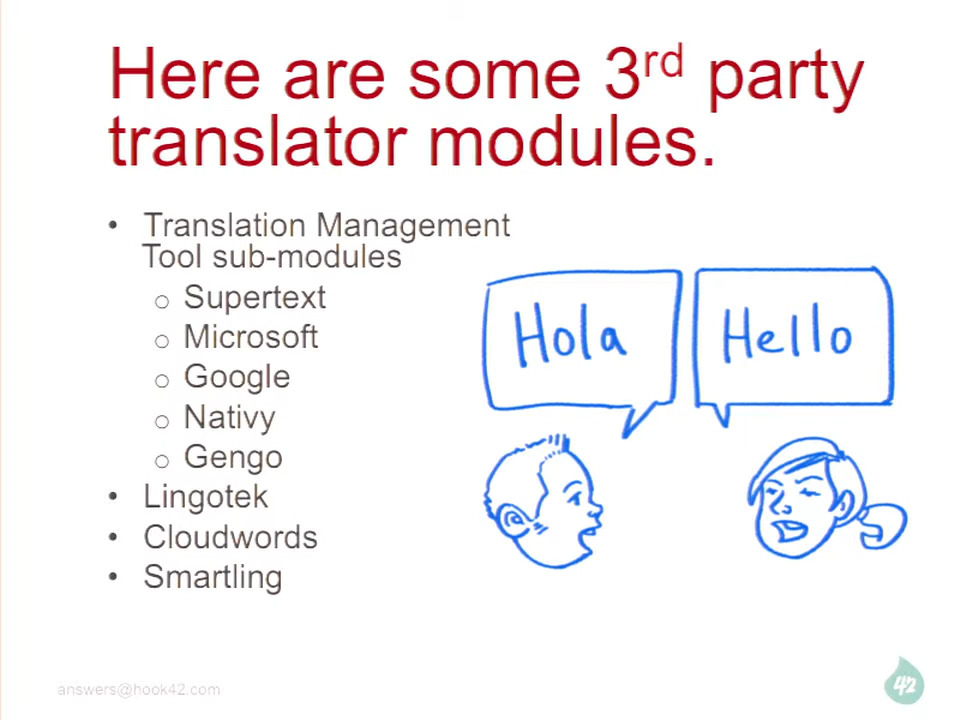 Here are some 3rd party
translator modules.
• Translation Management
Tool sub-modules
o Supertext
o Microsoft
o Google
o Nativy
o Gengo
• Lingotek
• Cloudwords
• Smartling
Hola
Hello
answers@hook42.com
42